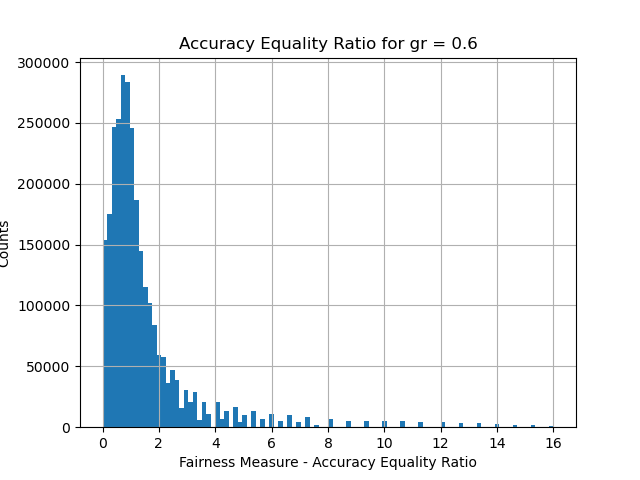 Accuracy Equality Ratio for gr = 0.6
300000
250000
200000
150000
100000
50000
0
Counts
0 2 4 6 8 10 12 14 16
Fairness Measure - Accuracy Equality Ratio